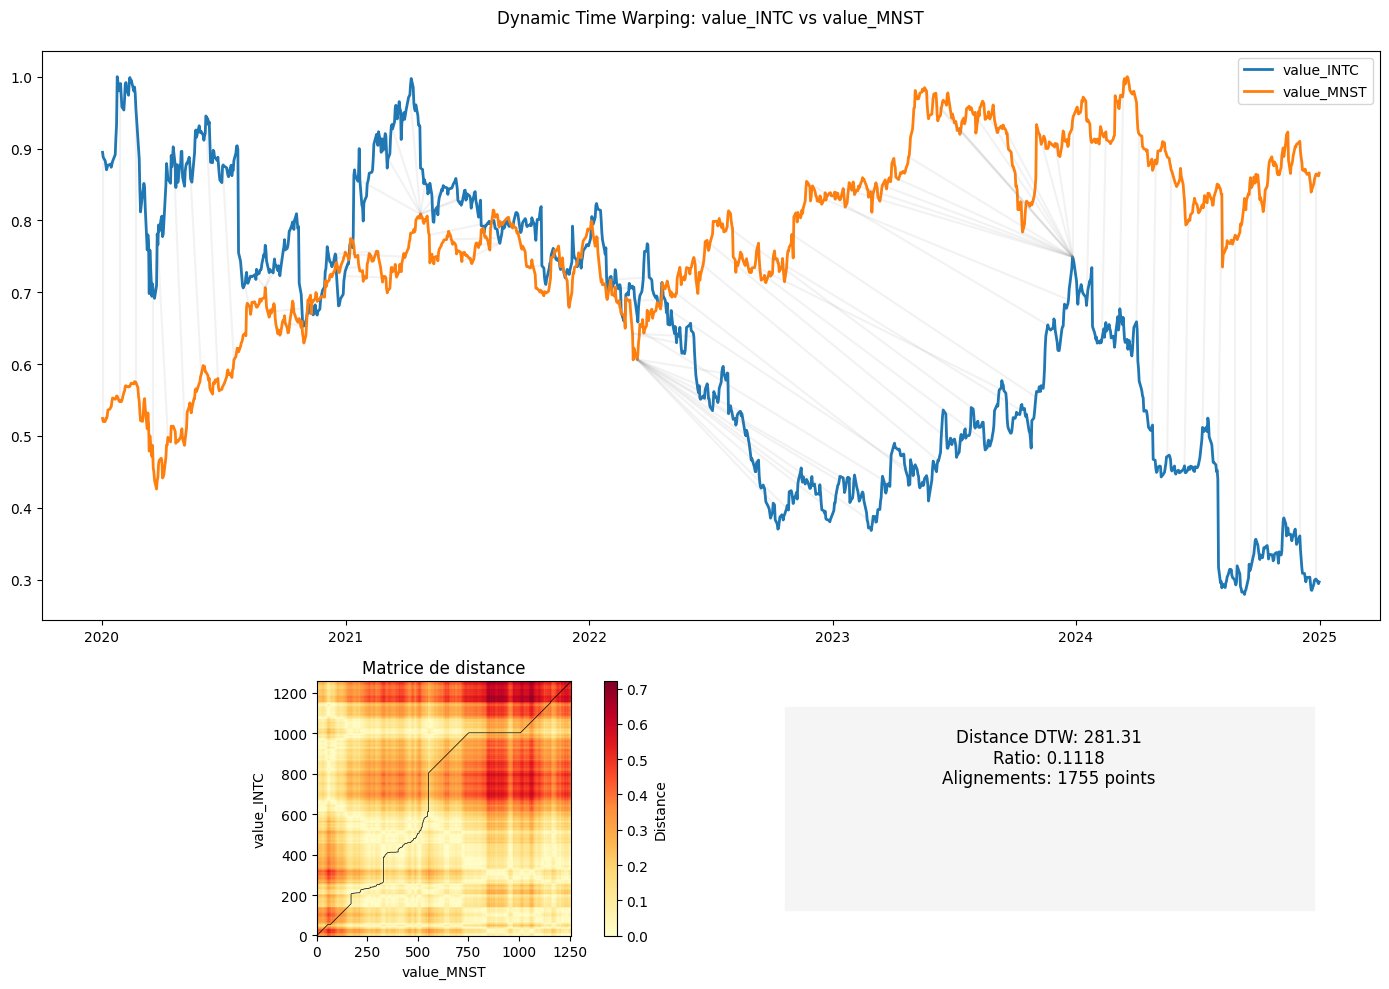 Dynamic Time Warping: value_INTC vs value_MNST
value_INTC
value_MNST
1.0
0.9
0.8
0.7
0.6
0.5
0.4
0.3
2020 2021 2022 2023 2024 2025
Matrice de distance
value_INTC
1200
1000
800
600
400
200
0
0 250 500 750 1000 1250
value_MNST
0.7
0.6
0.5
0.4
0.3
0.2
0.1
0.0
Distance
Distance DTW: 281.31
Ratio: 0.1118
Alignements: 1755 points